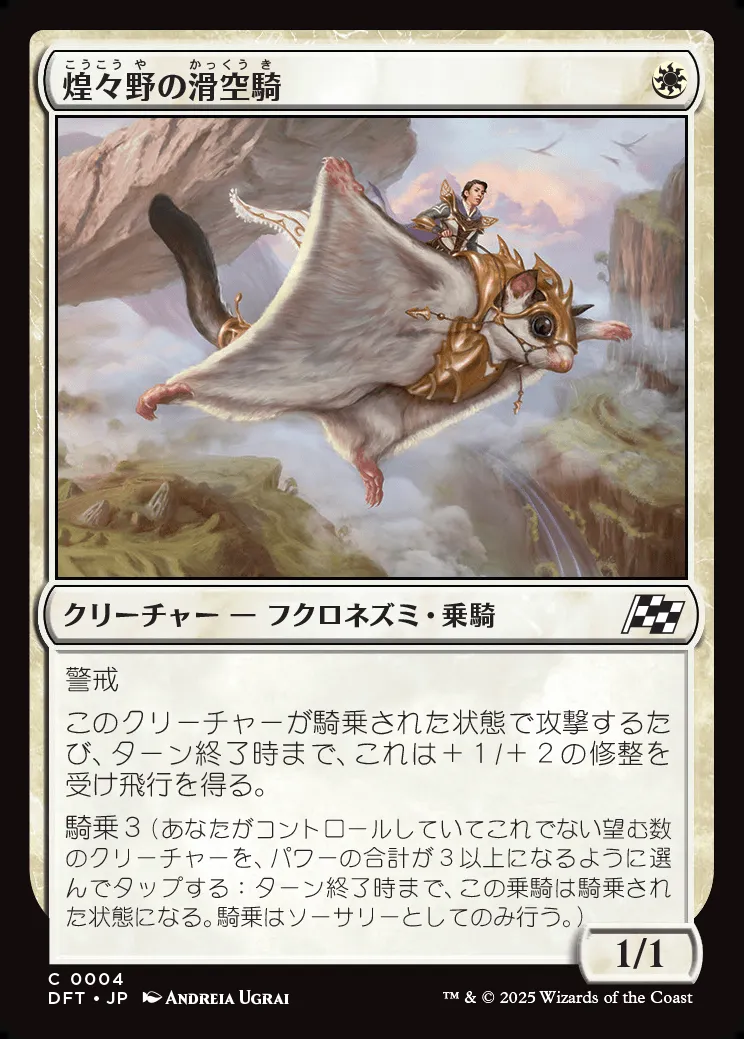 こうこう や かっくう き
煌々野の滑空騎
クリーチャー — フクロネズミ・乗騎
警戒
このクリーチャーが騎乗された状態で攻撃するた
び、ターン終了時まで、これは＋１/＋２の修整を
受け飛行を得る。
騎乗３（あなたがコントロールしていてこれでない望む数
のクリーチャーを、パワーの合計が３以上になるように選
んでタップする：ターン終了時まで、この乗騎は騎乗され
た状態になる。騎乗はソーサリーとしてのみ行う。）
1/1
C 0004
DFT • JP Andreia Ugrai
™ & © 2025 Wizards of the Coast